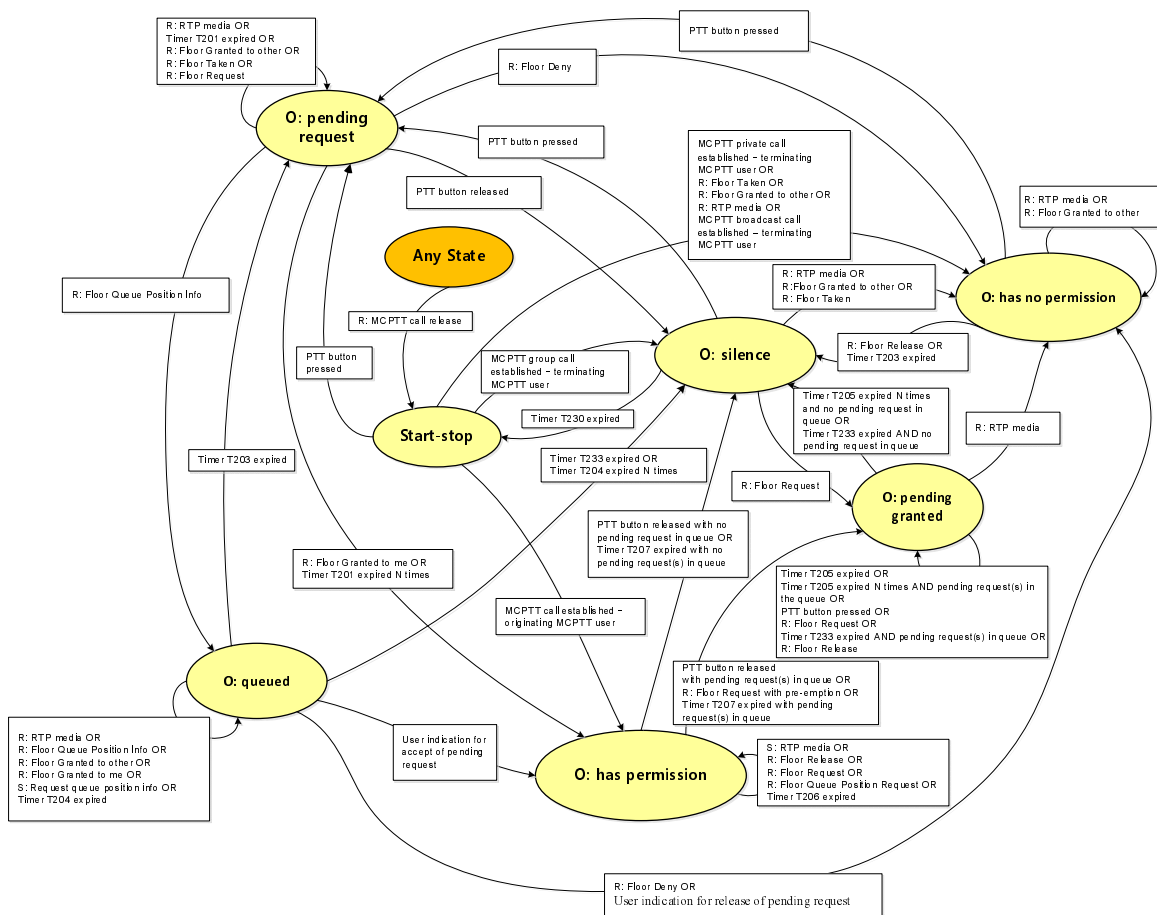 R: RTP media OR
Timer T201 expired OR
R: Floor Granted to other OR
R: Floor Taken OR
R: Floor Request
PTT button pressed
R: Floor Deny
O: pending
request
PTT button pressed
MCPTT private call
established – terminating
MCPTT user OR
R: Floor Taken OR
R: Floor Granted to other OR
R: RTP media OR
MCPTT broadcast call
established – terminating
MCPTT user
PTT button released
R: RTP media OR
R: Floor Granted to other
Any State
R: RTP media OR
R:Floor Granted to other OR
R: Floor Taken
O: has no permission
R: Floor Queue Position Info
R: MCPTT call release
R: Floor Release OR
Timer T203 expired
O: silence
PTT button
pressed
MCPTT group call
established – terminating
MCPTT user
Timer T205 expired N times
and no pending request in
queue OR
Timer T233 expired AND no
pending request in queue
Timer T230 expired
R: RTP media
Start-stop
Timer T203 expired
Timer T233 expired OR
Timer T204 expired N times
R: Floor Request
O: pending
granted
PTT button released with no
pending request in queue OR
Timer T207 expired with no
pending request(s) in queue
R: Floor Granted to me OR
Timer T201 expired N times
Timer T205 expired OR
Timer T205 expired N times AND pending request(s) in
the queue OR
PTT button pressed OR
R: Floor Request OR
Timer T233 expired AND pending request(s) in queue OR
R: Floor Release
MCPTT call established –
originating MCPTT user
O: queued
PTT button released
with pending request(s) in queue OR
R: Floor Request with pre-emption OR
Timer T207 expired with pending
request(s) in queue
R: RTP media OR
R: Floor Queue Position Info OR
R: Floor Granted to other OR
R: Floor Granted to me OR
S: Request queue position info OR
Timer T204 expired
User indication for
accept of pending
request
O: has permission
S: RTP media OR
R: Floor Release OR
R: Floor Request OR
R: Floor Queue Position Request OR
Timer T206 expired
R: Floor Deny OR
User indication for release of pending request